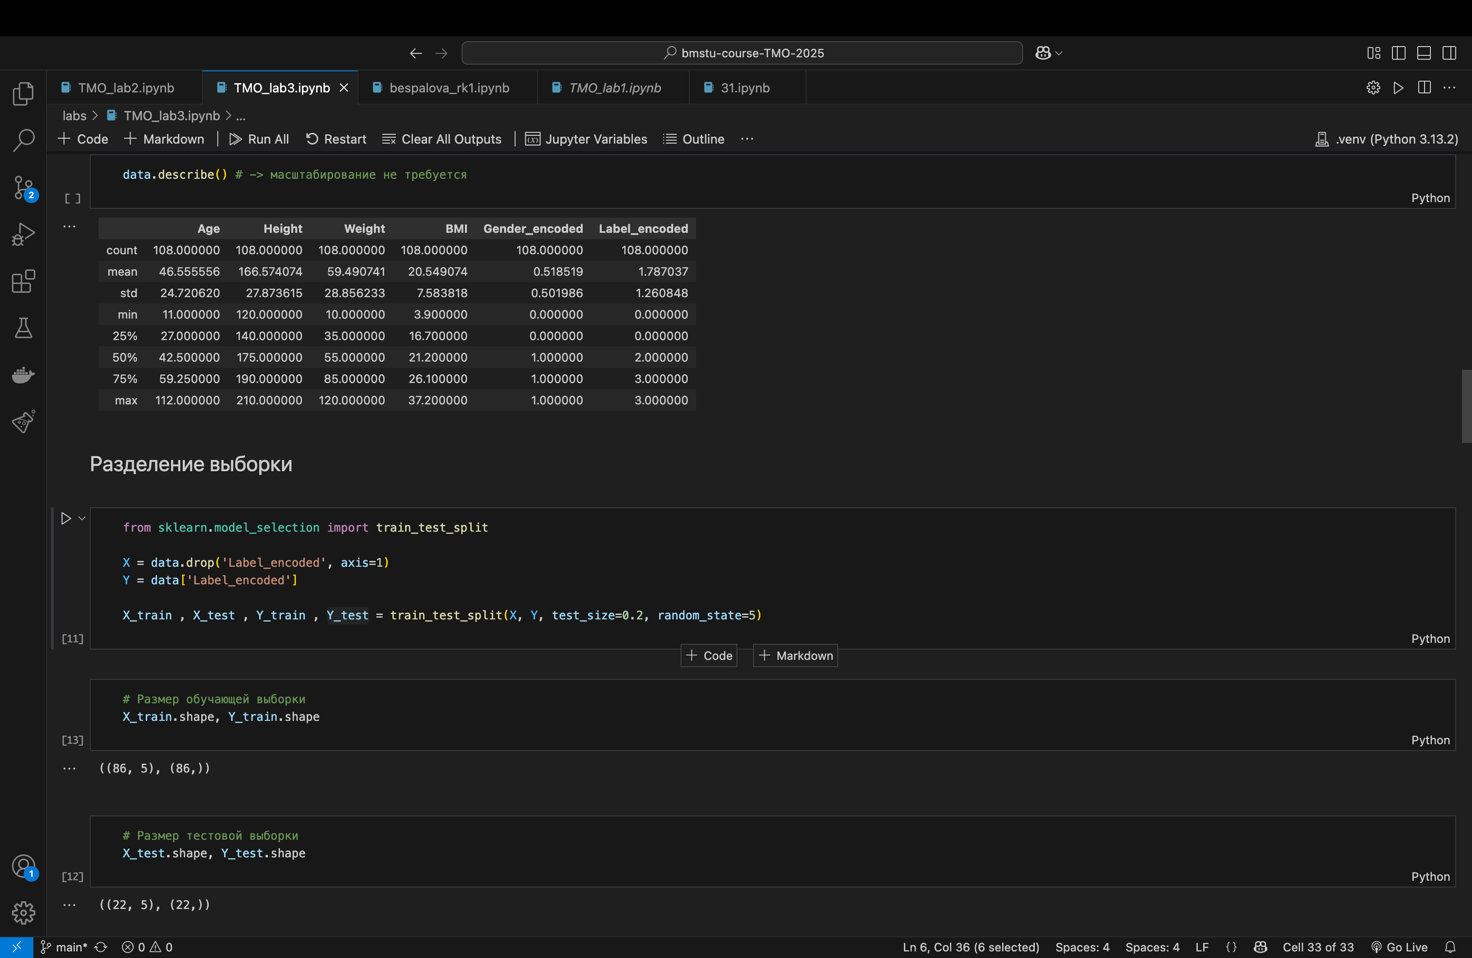 bmstu-course-TMO-2025
TMO_lab2.ipynb
TMO_lab3.ipynb
bespalova_rk1.ipynb
TMO_lab1.ipynb
31.ipynb
labs > TMO_lab3.ipynb > ...
+ Code + Markdown | Run All Restart Clear All Outputs | Jupyter Variables Outline ... .venv (Python 3.13.2)
data.describe() # -> масштабирование не требуется
[ ]
Python
...
Age Height Weight BMI Gender_encoded Label_encoded
count 108.000000 108.000000 108.000000 108.000000 108.000000 108.000000
mean 46.555556 166.574074 59.490741 20.549074 0.518519 1.787037
std 24.720620 27.873615 28.856233 7.583818 0.501986 1.260848
min 11.000000 120.000000 10.000000 3.900000 0.000000 0.000000
25% 27.000000 140.000000 35.000000 16.700000 0.000000 0.000000
50% 42.500000 175.000000 55.000000 21.200000 1.000000 2.000000
75% 59.250000 190.000000 85.000000 26.100000 1.000000 3.000000
max 112.000000 210.000000 120.000000 37.200000 1.000000 3.000000
Разделение выборки
from sklearn.model_selection import train_test_split
X = data.drop('Label_encoded', axis=1)
Y = data['Label_encoded']
X_train , X_test , Y_train , Y_test = train_test_split(X, Y, test_size=0.2, random_state=5)
[11]
Python
+ Code + Markdown
# Размер обучающей выборки
X_train.shape, Y_train.shape
[13]
Python
... ((86, 5), (86,))
# Размер тестовой выборки
X_test.shape, Y_test.shape
[12]
Python
... ((22, 5), (22,))
2
1
main* 0 0 Ln 6, Col 36 (6 selected) Spaces: 4 Spaces: 4 LF {} Cell 33 of 33 Go Live